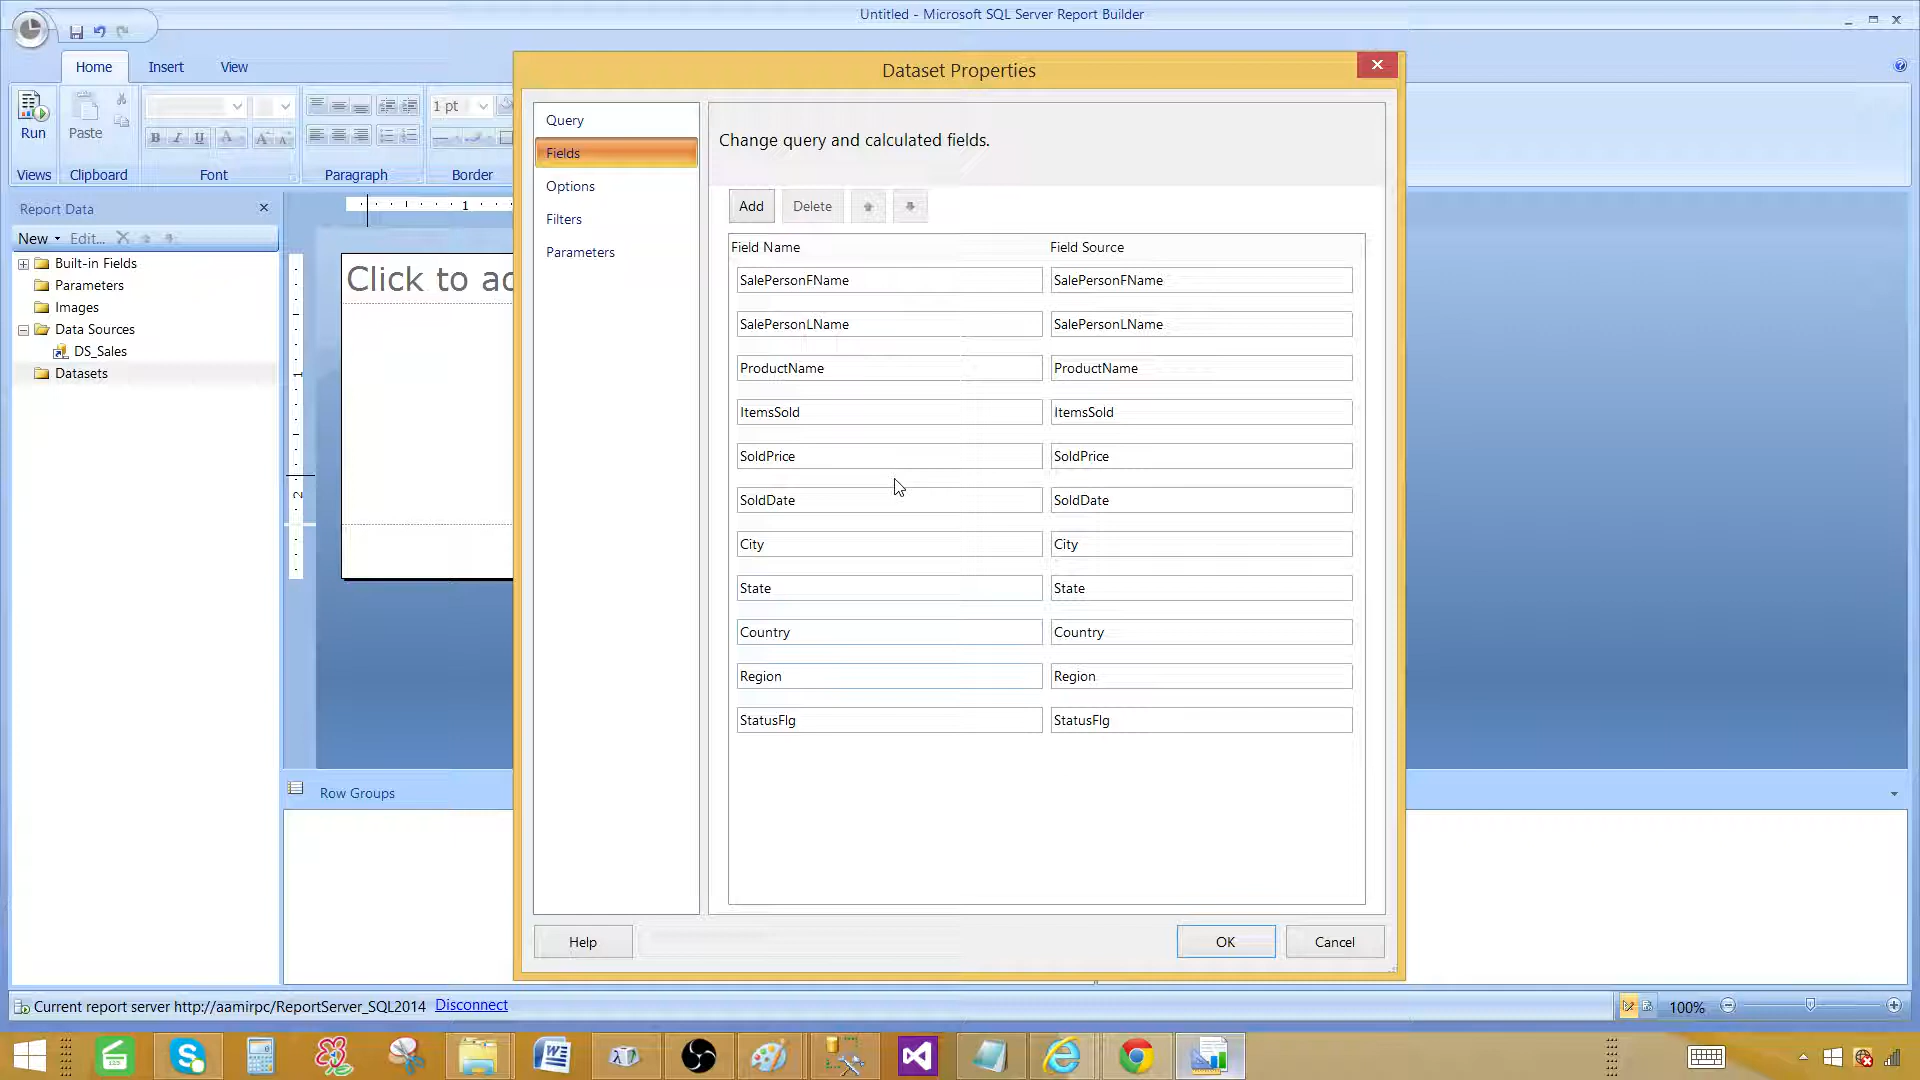 Untitled - Microsoft SQL Server Report Builder
Home
Insert
View
Run
Paste
1 pt
B I U A
Views
Clipboard
Font
Paragraph
Border
Dataset Properties
Query
Fields
Options
Filters
Parameters
Change query and calculated fields.
Add
Delete
Field Name
Field Source
SalePersonFName
SalePersonFName
SalePersonLName
SalePersonLName
ProductName
ProductName
ItemsSold
ItemsSold
SoldPrice
SoldPrice
SoldDate
SoldDate
City
City
State
State
Country
Country
Region
Region
StatusFlg
StatusFlg
Help
OK
Cancel
Report Data
New
Edit...
Built-in Fields
Parameters
Images
Data Sources
DS_Sales
Datasets
1
1
2
Click to ad
Row Groups
Current report server http://aamirpc/ReportServer_SQL2014
Disconnect
100%